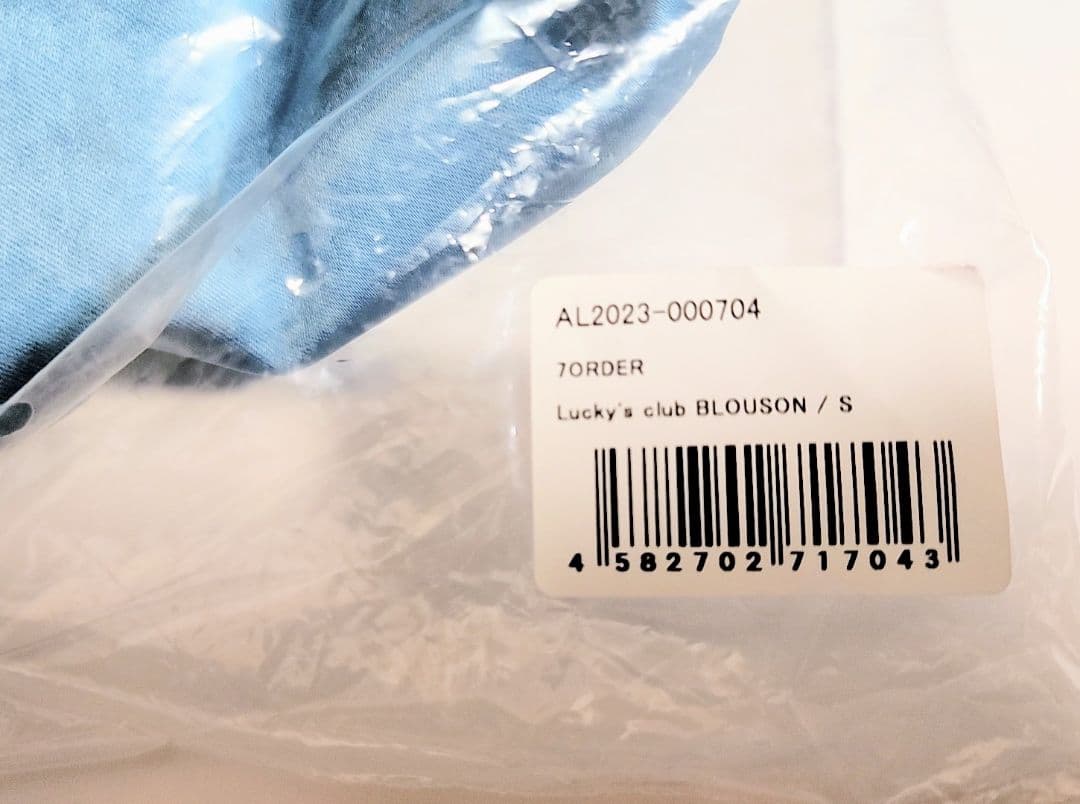 AL2023-000704
7ORDER
Lucky's club BLOUSON / S
4 582702 717043